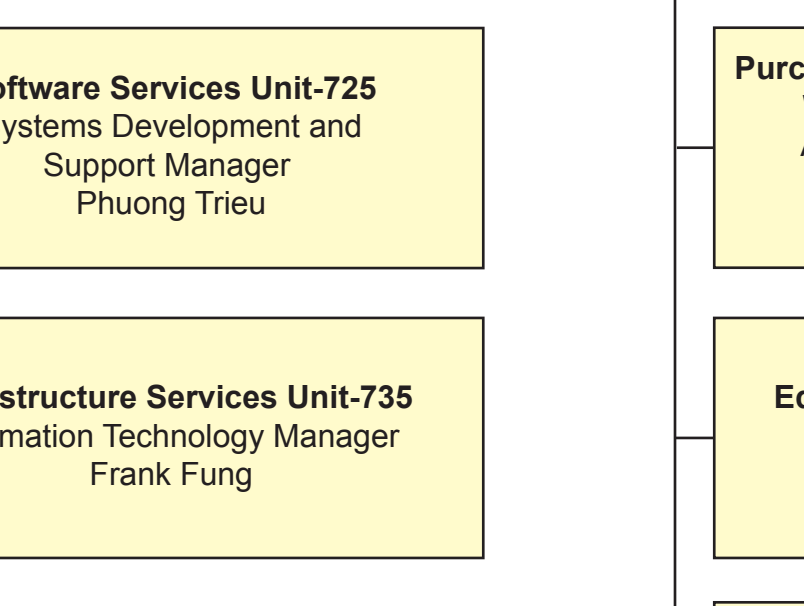 oftware Services Unit-725
ystems Development and
Support Manager
Phuong Trieu
structure Services Unit-735
mation Technology Manager
Frank Fung
Purc
Ec